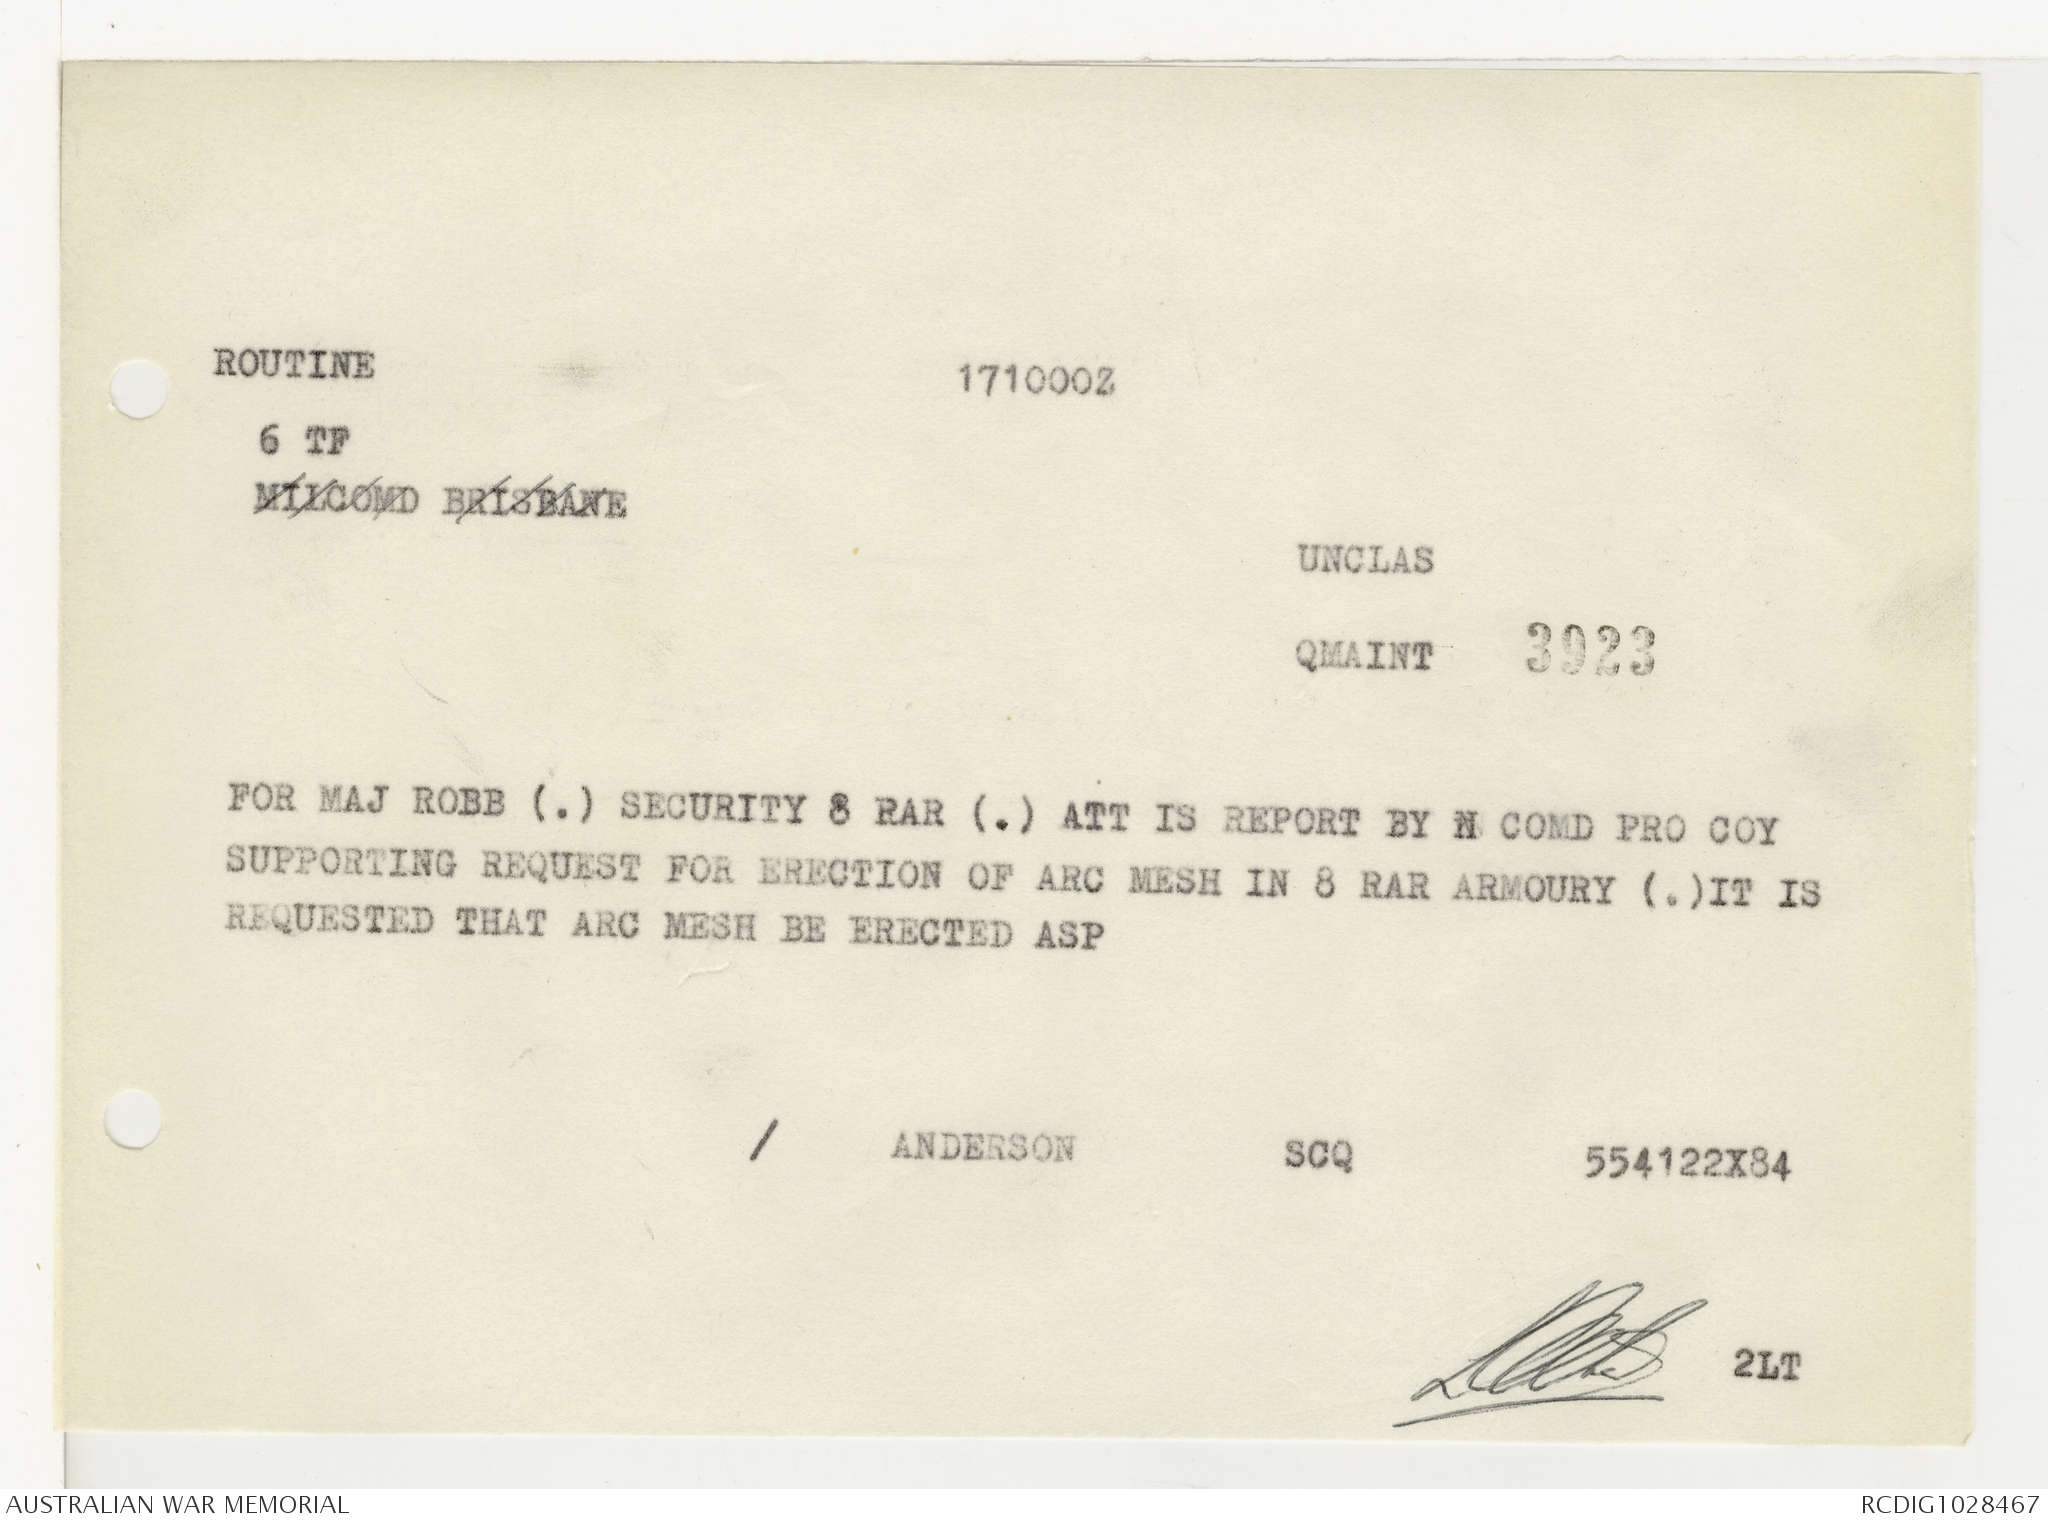 ROUTINE
171000Z
6 TF
MILCOMD BRISBANE
UNCLAS
QMAINT 3923
FOR MAJ ROBB (.) SECURITY 8 RAR (.) ATT IS REPORT BY N COMD PRO COY
SUPPORTING REQUEST FOR ERECTION OF ARC MESH IN 8 RAR ARMOURY (.)IT IS
REQUESTED THAT ARC MESH BE ERECTED ASP
/ ANDERSON SCQ 554122X84
2LT
AUSTRALIAN WAR MEMORIAL
RCDIG1028467